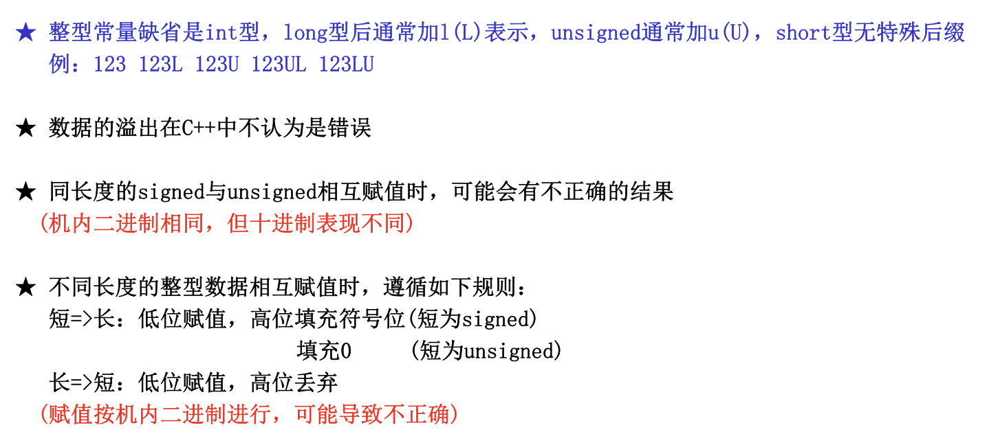 ★ 整型常量缺省是int型，long型后通常加l(L)表示，unsigned通常加u(U)，short型无特殊后缀
例：123 123L 123U 123UL 123LU
★ 数据的溢出在C++中不认为是错误
★ 同长度的signed与unsigned相互赋值时，可能会有不正确的结果
(机内二进制相同，但十进制表现不同)
★ 不同长度的整型数据相互赋值时，遵循如下规则：
短=>长：低位赋值，高位填充符号位(短为signed)
填充0 (短为unsigned)
长=>短：低位赋值，高位丢弃
(赋值按机内二进制进行，可能导致不正确)